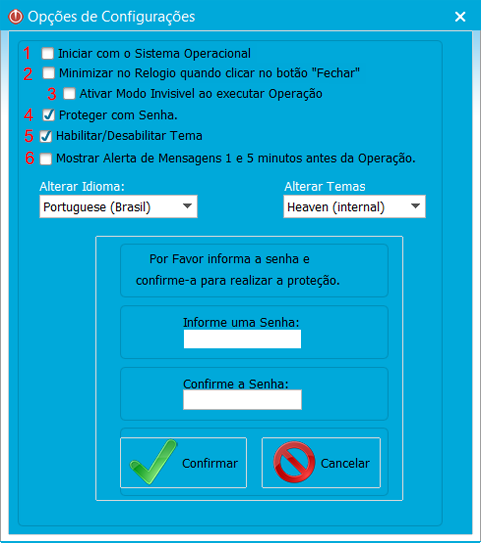 Opções de Configurações
1 Iniciar com o Sistema Operacional
2 Minimizar no Relogio quando clicar no botão "Fechar"
3 Ativar Modo Invisivel ao executar Operação
4 Proteger com Senha.
5 Habilitar/Desabilitar Tema
6 Mostrar Alerta de Mensagens 1 e 5 minutos antes da Operação.
Alterar Idioma: Alterar Temas
Portuguese (Brasil) Heaven (internal)
Por Favor informa a senha e
confirme-a para realizar a proteção.
Informe uma Senha:
Confirme a Senha:
Confirmar Cancelar